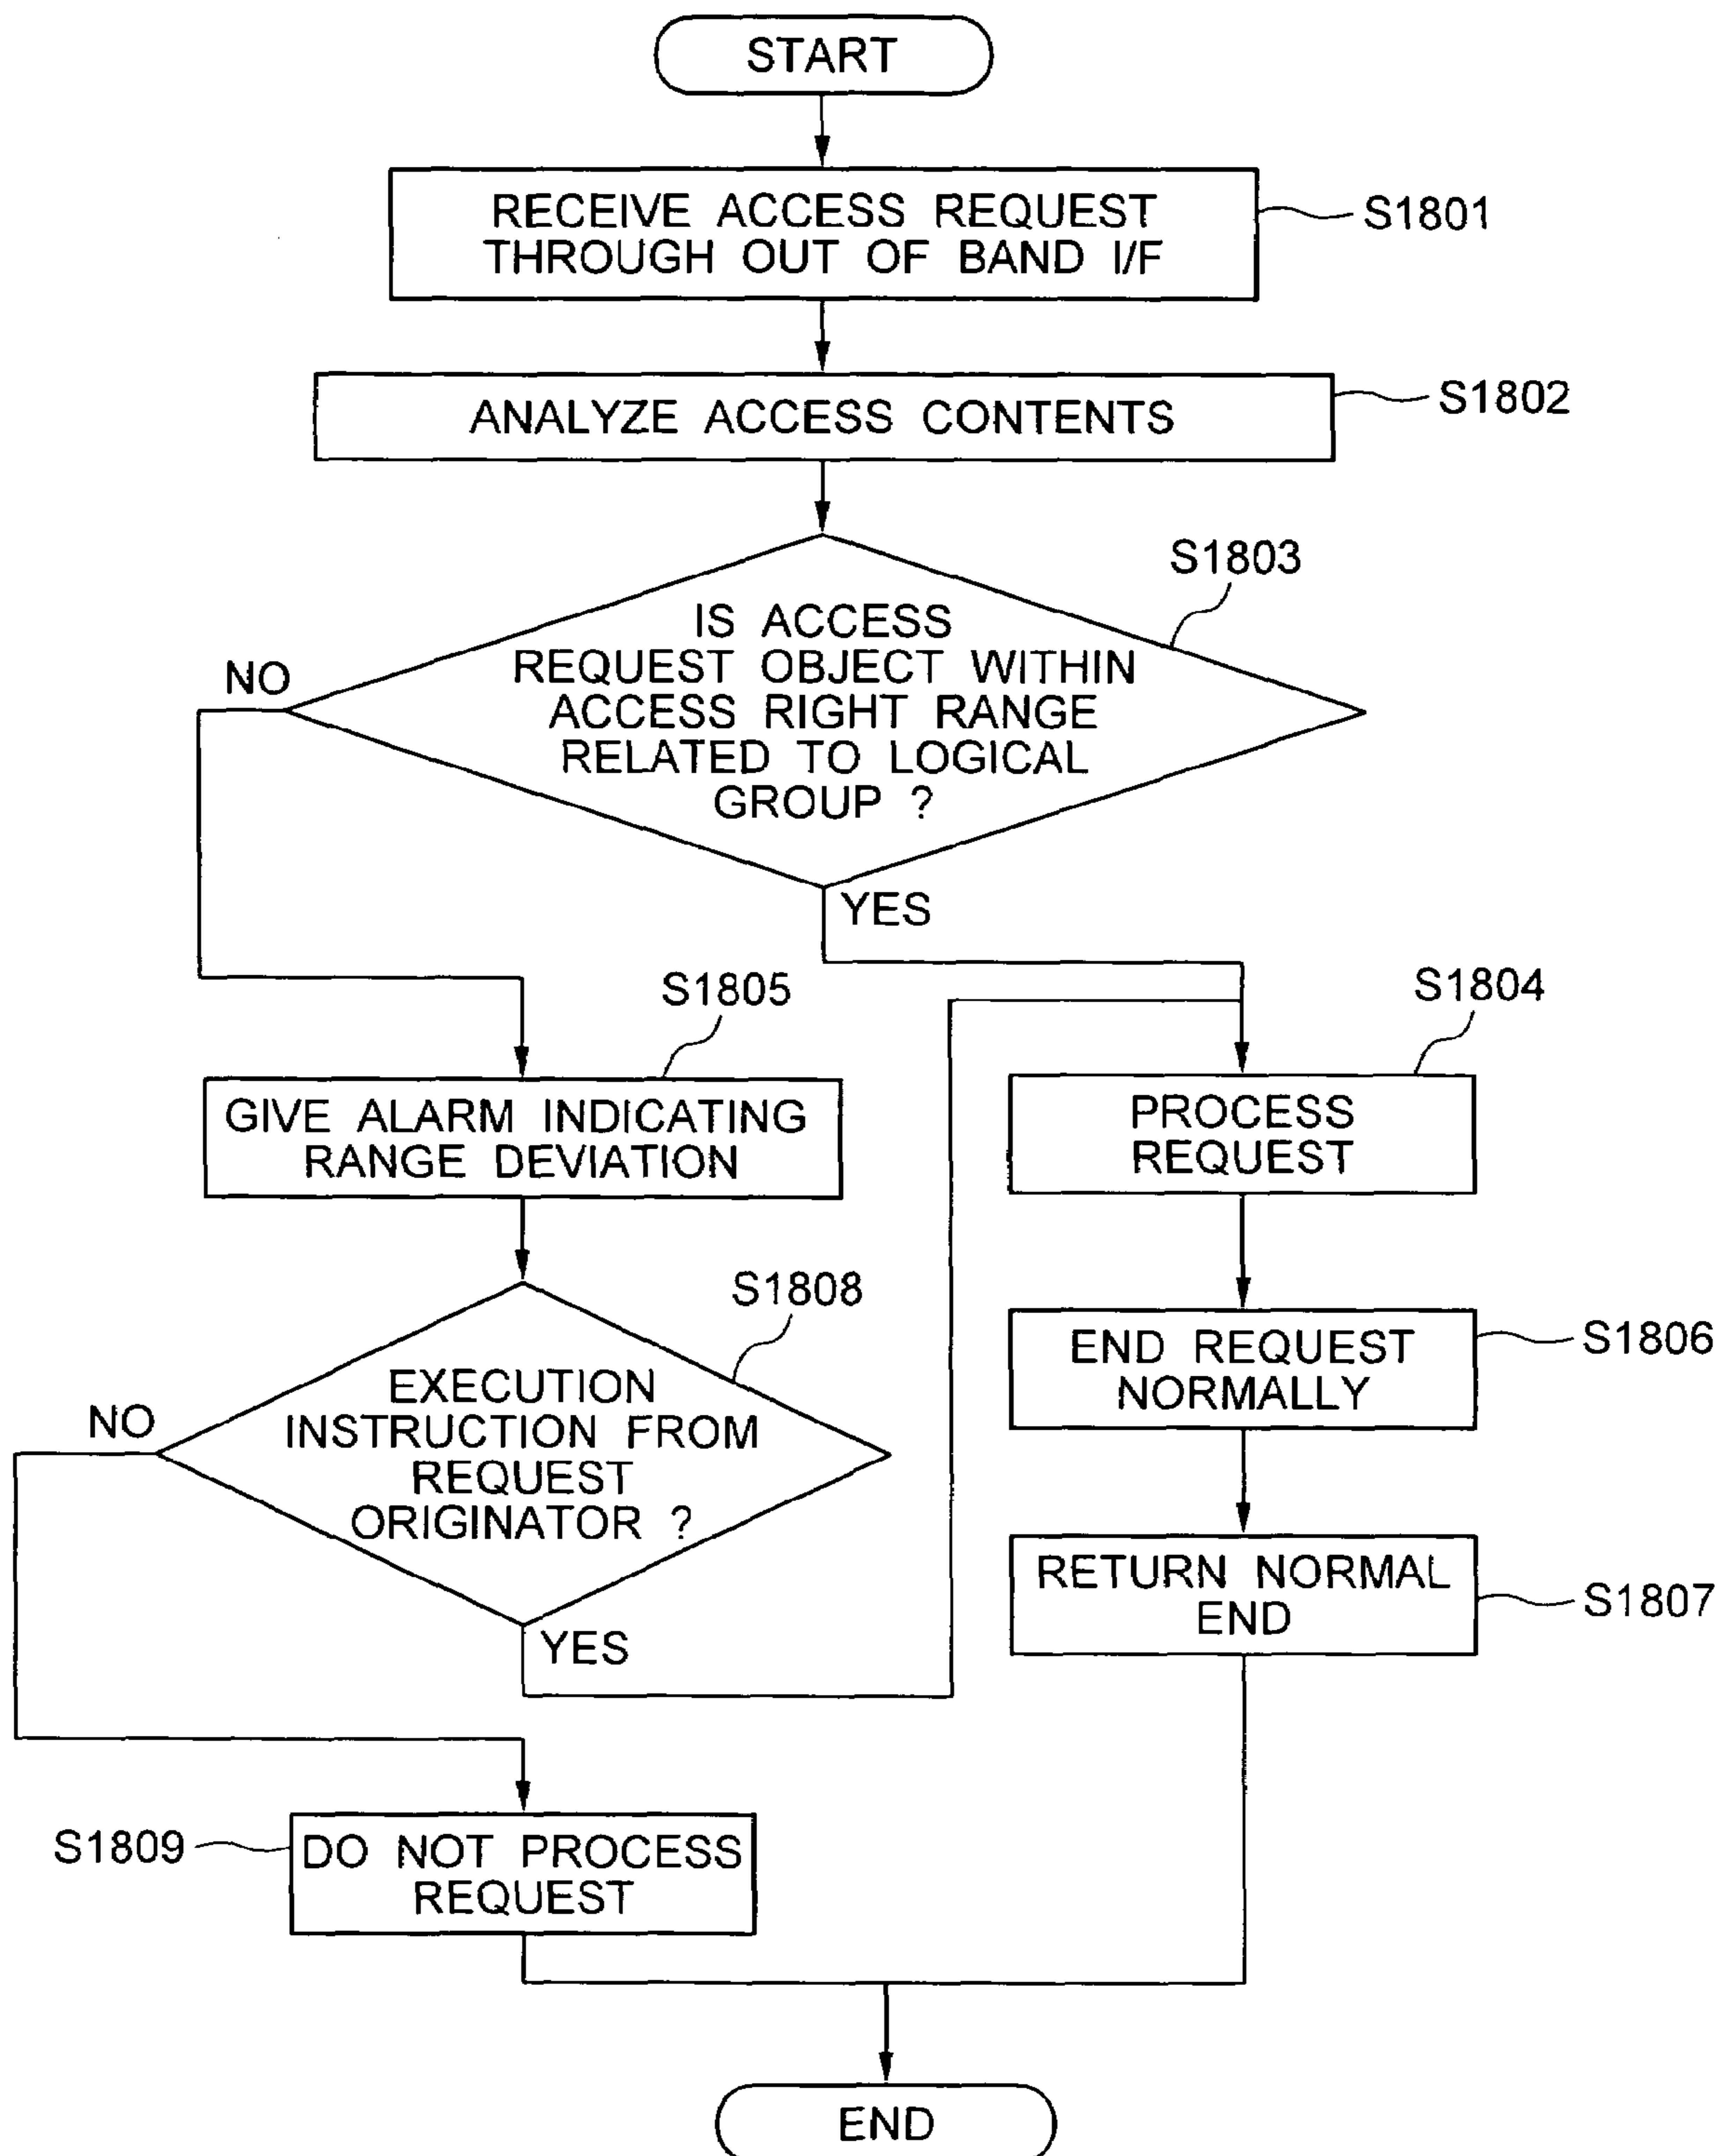 START
RECEIVE ACCESS REQUEST
THROUGH OUT OF BAND I/F
S1801
ANALYZE ACCESS CONTENTS
S1802
S1803
IS ACCESS
REQUEST OBJECT WITHIN
ACCESS RIGHT RANGE
RELATED TO LOGICAL
GROUP ?
NO
YES
S1805
GIVE ALARM INDICATING
RANGE DEVIATION
S1804
PROCESS
REQUEST
S1808
EXECUTION
INSTRUCTION FROM
REQUEST
ORIGINATOR ?
NO
YES
END REQUEST
NORMALLY
S1806
RETURN NORMAL
END
S1807
S1809
DO NOT PROCESS
REQUEST
END